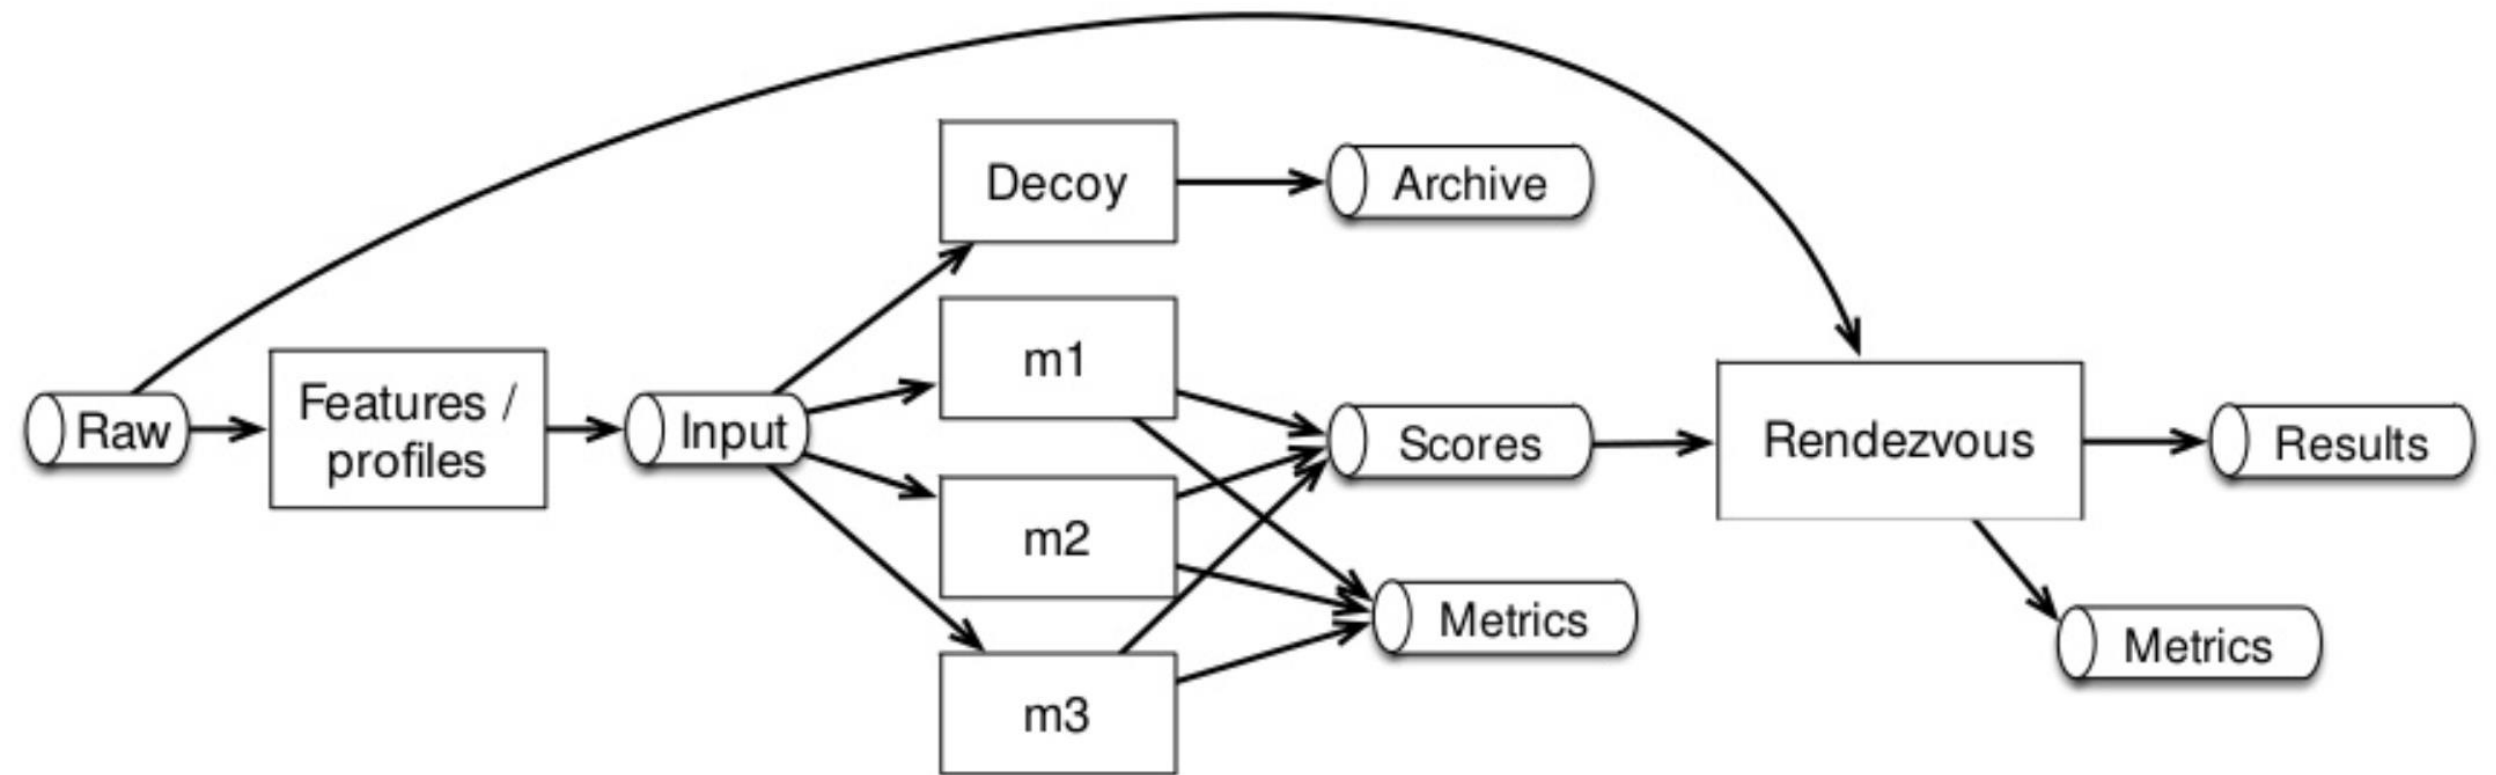 Decoy
Archive
m1
Raw
Features /
profiles
Input
Scores
Rendezvous
Results
m2
Metrics
Metrics
m3